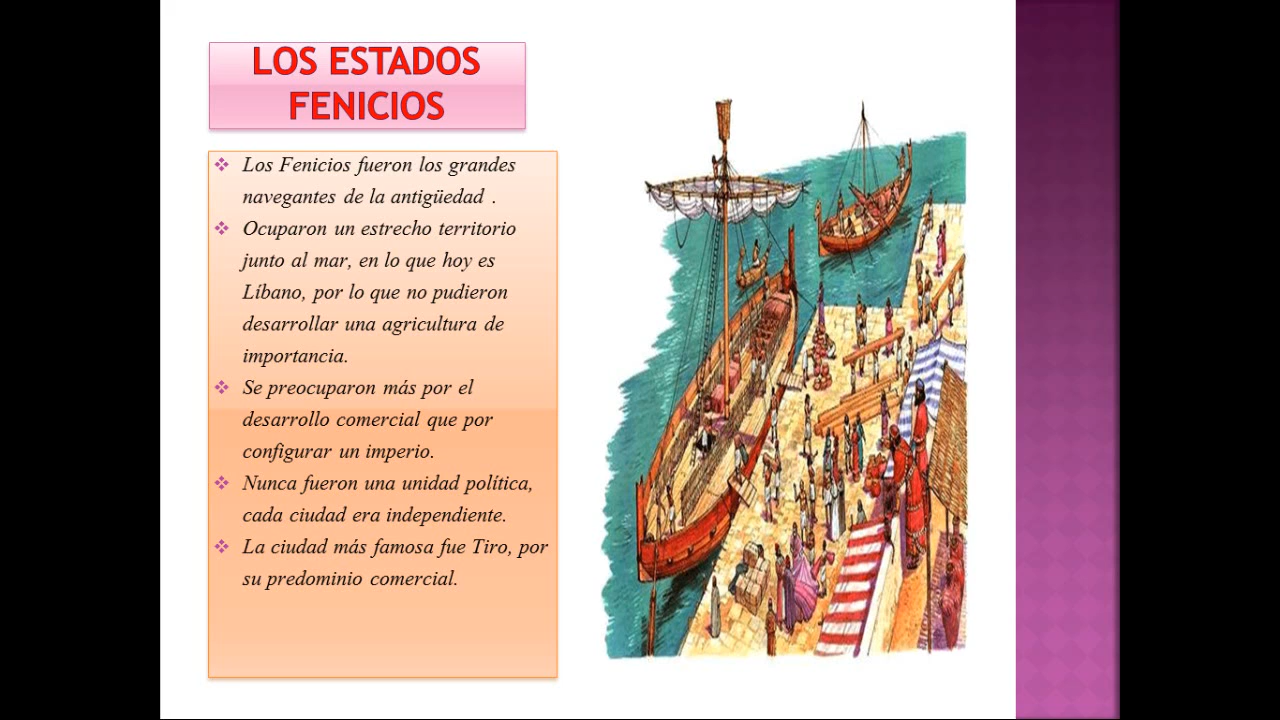 LOS ESTADOS
FENICIOS
❖ Los Fenicios fueron los grandes
navegantes de la antigüedad .
❖ Ocuparon un estrecho territorio
junto al mar, en lo que hoy es
Líbano, por lo que no pudieron
desarrollar una agricultura de
importancia.
❖ Se preocuparon más por el
desarrollo comercial que por
configurar un imperio.
❖ Nunca fueron una unidad política,
cada ciudad era independiente.
❖ La ciudad más famosa fue Tiro, por
su predominio comercial.